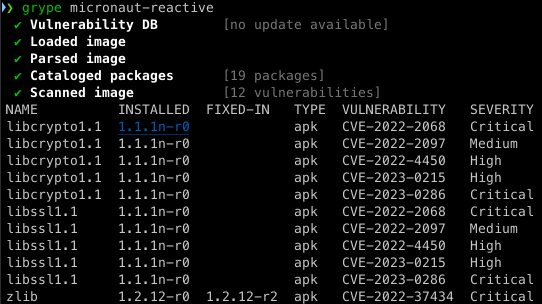 ❯ grype micronaut-reactive
✔ Vulnerability DB [no update available]
✔ Loaded image
✔ Parsed image
✔ Cataloged packages [19 packages]
✔ Scanned image [12 vulnerabilities]
NAME INSTALLED FIXED-IN TYPE VULNERABILITY SEVERITY
libcrypto1.1 1.1.1n-r0 apk CVE-2022-2068 Critical
libcrypto1.1 1.1.1n-r0 apk CVE-2022-2097 Medium
libcrypto1.1 1.1.1n-r0 apk CVE-2022-4450 High
libcrypto1.1 1.1.1n-r0 apk CVE-2023-0215 High
libcrypto1.1 1.1.1n-r0 apk CVE-2023-0286 Critical
libssl1.1 1.1.1n-r0 apk CVE-2022-2068 Critical
libssl1.1 1.1.1n-r0 apk CVE-2022-2097 Medium
libssl1.1 1.1.1n-r0 apk CVE-2022-4450 High
libssl1.1 1.1.1n-r0 apk CVE-2023-0215 High
libssl1.1 1.1.1n-r0 apk CVE-2023-0286 Critical
zlib 1.2.12-r0 1.2.12-r2 apk CVE-2022-37434 Critical